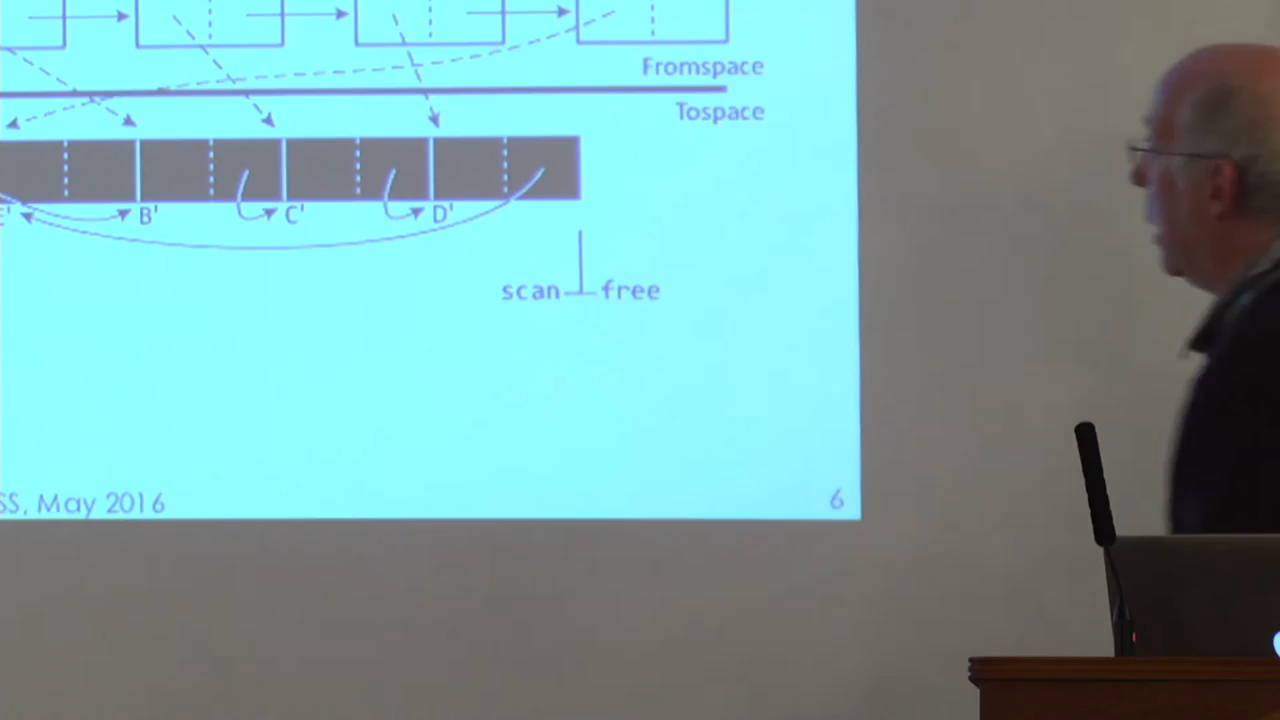 Fromspace
Tospace
B' C' D'
scan free
SS, May 2016 6